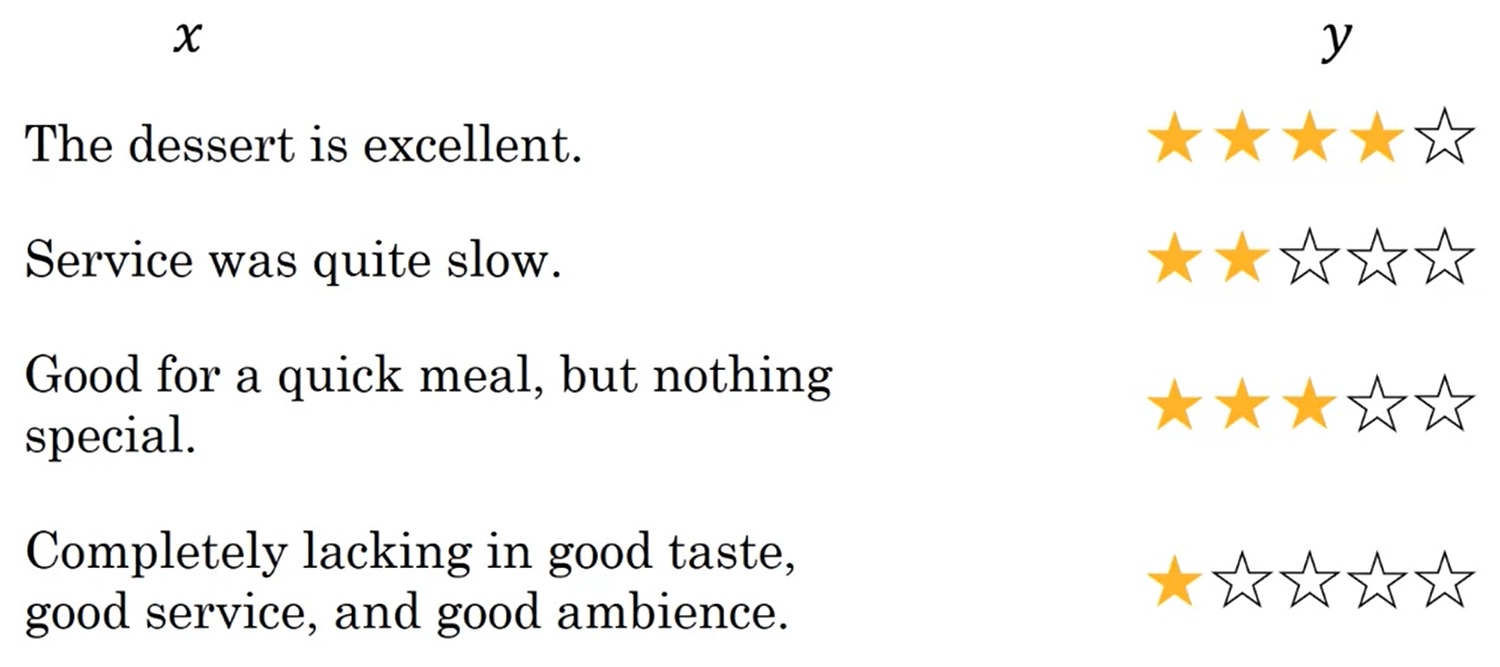 x y
The dessert is excellent.
Service was quite slow.
Good for a quick meal, but nothing
special.
Completely lacking in good taste,
good service, and good ambience.